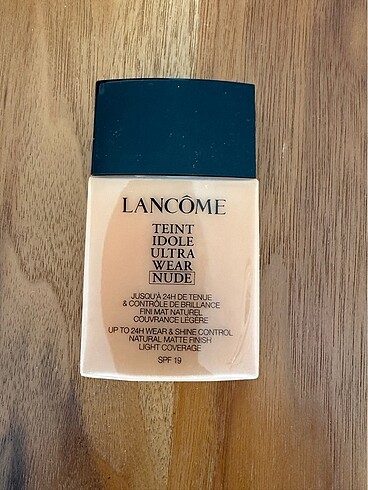 LANCÔME
TEINT
IDOLE
ULTRA
WEAR
NUDE
JUSQU'À 24H DE TENUE
& CONTRÔLE DE BRILLANCE
FINI MAT NATUREL
COUVRANCE LÉGÈRE
UP TO 24H WEAR & SHINE CONTROL
NATURAL MATTE FINISH
LIGHT COVERAGE
SPF 19